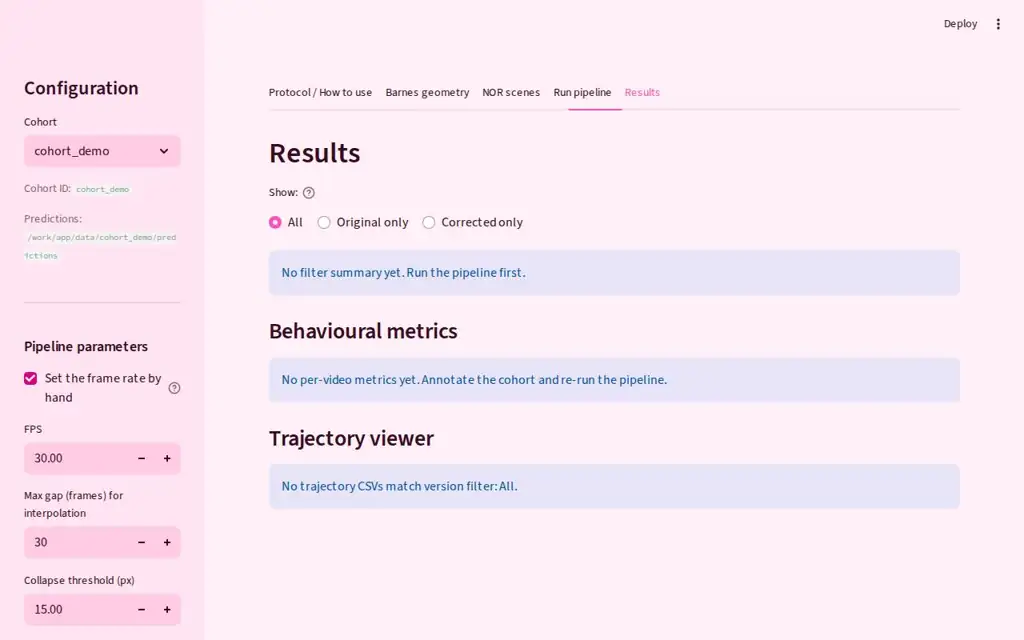 Deploy
Configuration
Cohort
cohort_demo
Cohort ID: cohort_demo
Predictions:
/work/app/data/cohort_demo/pred
ictions
Pipeline parameters
Set the frame rate by
hand
FPS
30.00
Max gap (frames) for
interpolation
30
Collapse threshold (px)
15.00
Protocol / How to use Barnes geometry NOR scenes Run pipeline Results
Results
Show:
All Original only Corrected only
No filter summary yet. Run the pipeline first.
Behavioural metrics
No per-video metrics yet. Annotate the cohort and re-run the pipeline.
Trajectory viewer
No trajectory CSVs match version filter: All.